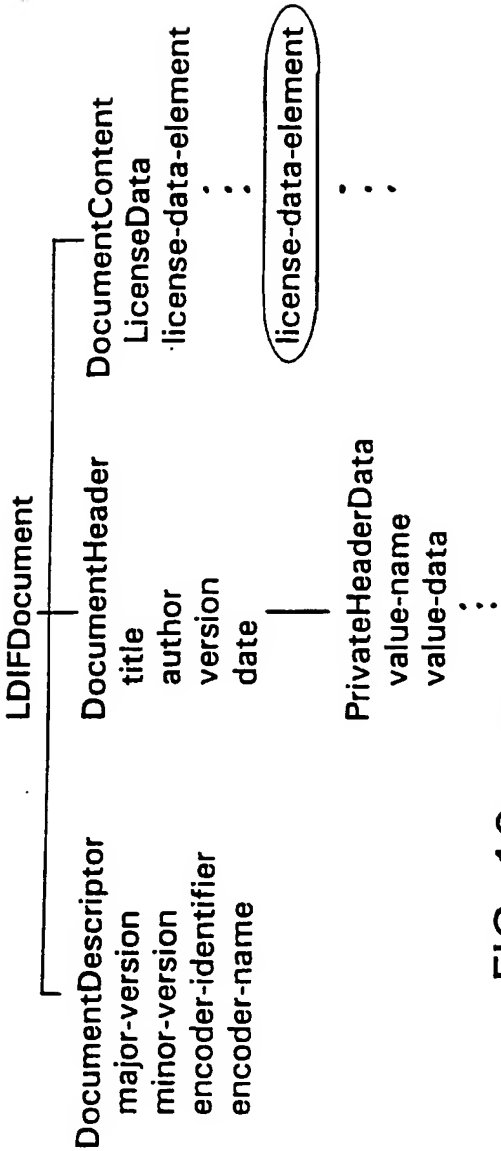 LDIFDocument
DocumentDescriptor
major-version
minor-version
encoder-identifier
encoder-name
DocumentHeader
title
author
version
date
PrivateHeaderData
value-name
value-data
DocumentContent
LicenseData
license-data-element
license-data-element
FIG